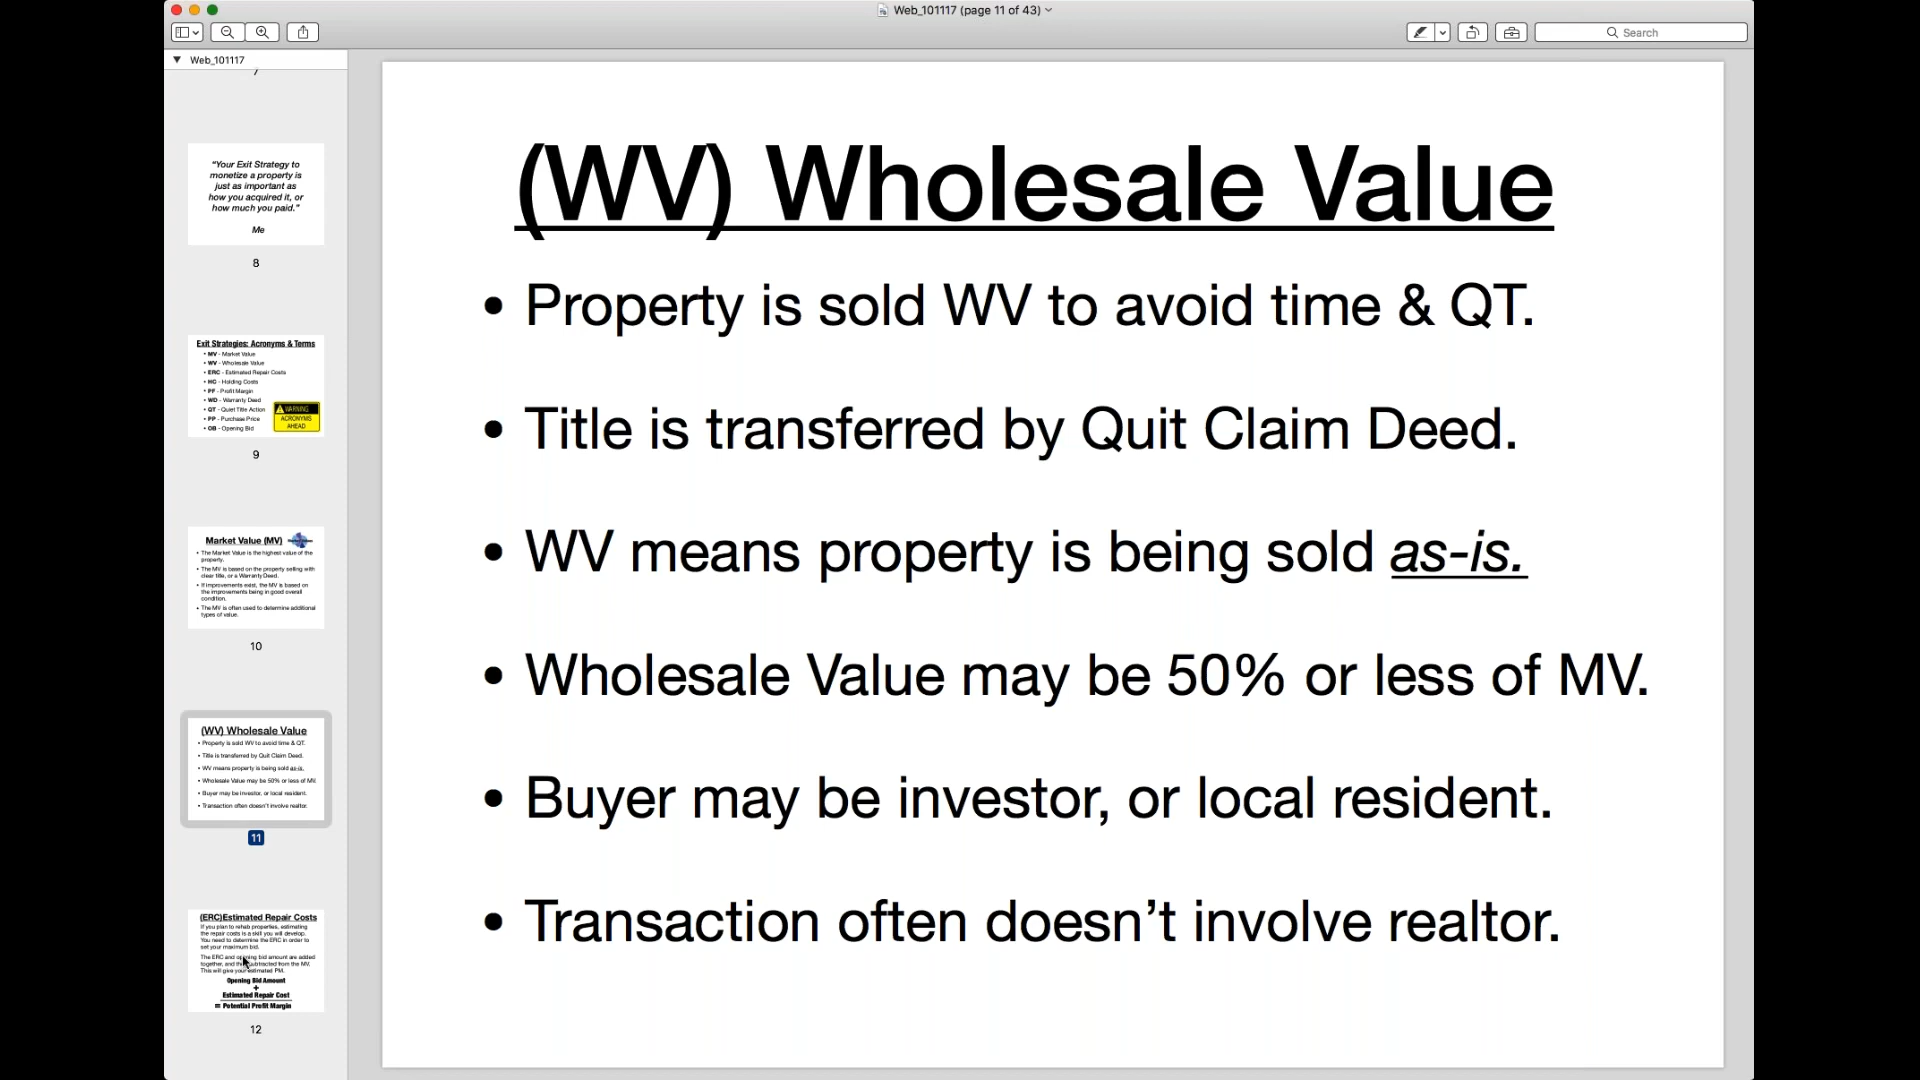 Web_101117 (page 11 of 43)
Search
Web_101117
7
"Your Exit Strategy to
monetize a property is
just as important as
how you acquired it, or
how much you paid."
Me
8
Exit Strategies: Acronyms & Terms
• MV - Market Value
• WV - Wholesale Value
• ERC - Estimated Repair Costs
• HC - Holding Costs
• PF - Profit Margin
• WD - Warranty Deed
• QT - Quiet Title Action
• PP - Purchase Price
• OB - Opening Bid
WARNING
ACRONYMS
AHEAD
9
Market Value (MV)
• The Market Value is the highest value of the
property.
• The MV is based on the property selling with
clear title, or a Warranty Deed.
• If improvements exist, the MV is based on
the improvements being in good overall
condition.
• The MV is often used to determine additional
types of value.
10
(WV) Wholesale Value
• Property is sold WV to avoid time & QT.
• Title is transferred by Quit Claim Deed.
• WV means property is being sold as-is.
• Wholesale Value may be 50% or less of MV.
• Buyer may be investor, or local resident.
• Transaction often doesn't involve realtor.
11
(ERC)Estimated Repair Costs
If you plan to rehab properties, estimating
the repair costs is a skill you will develop.
You need to determine the ERC in order to
set your maximum bid.
The ERC and opening bid amount are added
together, and subtracted from the MV.
This will give your estimated PM.
Opening Bid Amount
+
Estimated Repair Cost
= Potential Profit Margin
12
(WV) Wholesale Value
• Property is sold WV to avoid time & QT.
• Title is transferred by Quit Claim Deed.
• WV means property is being sold as-is.
• Wholesale Value may be 50% or less of MV.
• Buyer may be investor, or local resident.
• Transaction often doesn't involve realtor.